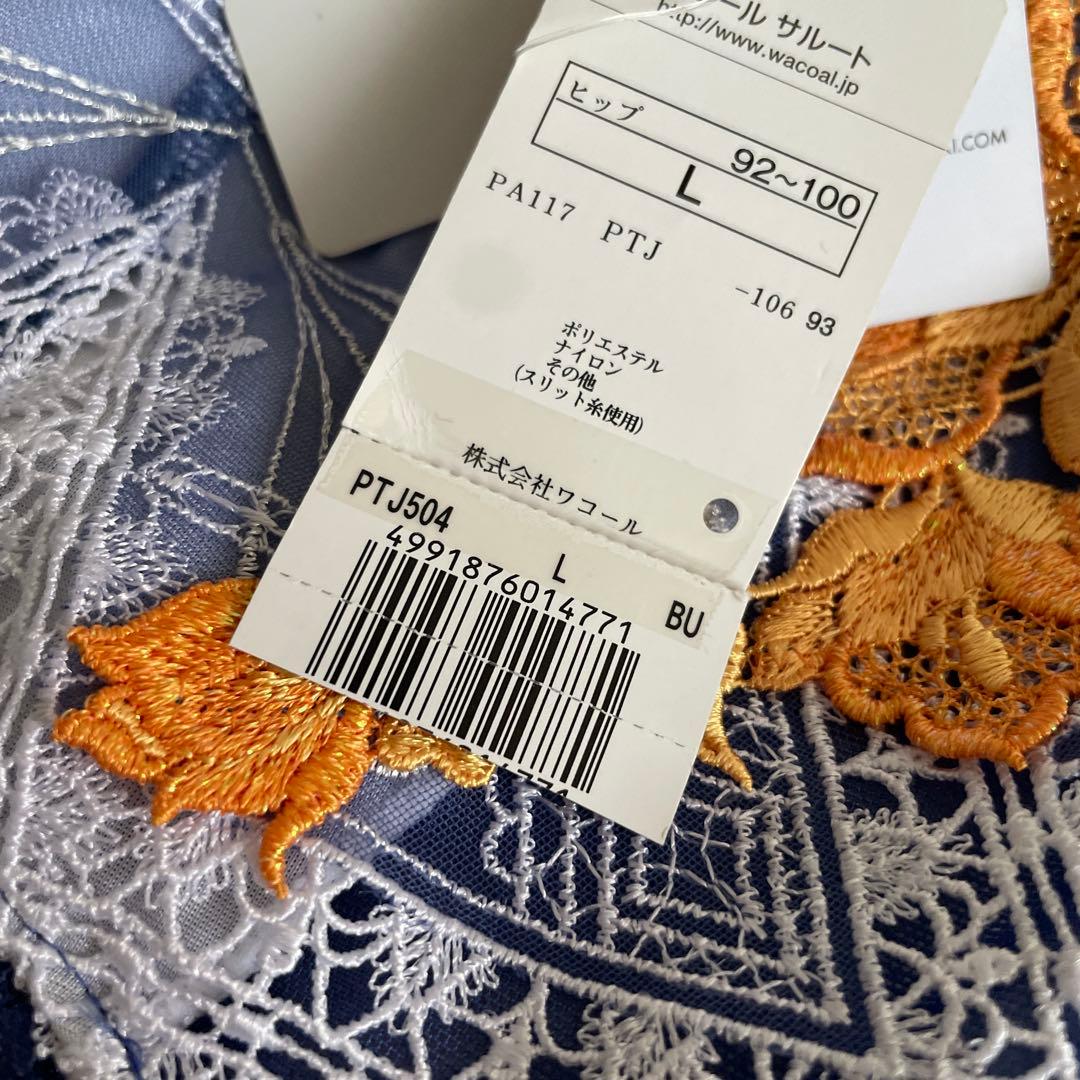 ール サルート
http://www.wacoal.jp
ヒップ 92~100
L
PA117 PTJ
-106 93
ポリエステル
ナイロン
その他
(スリット糸使用)
株式会社ワコール
PTJ504 L BU
4991876014771
I.COM